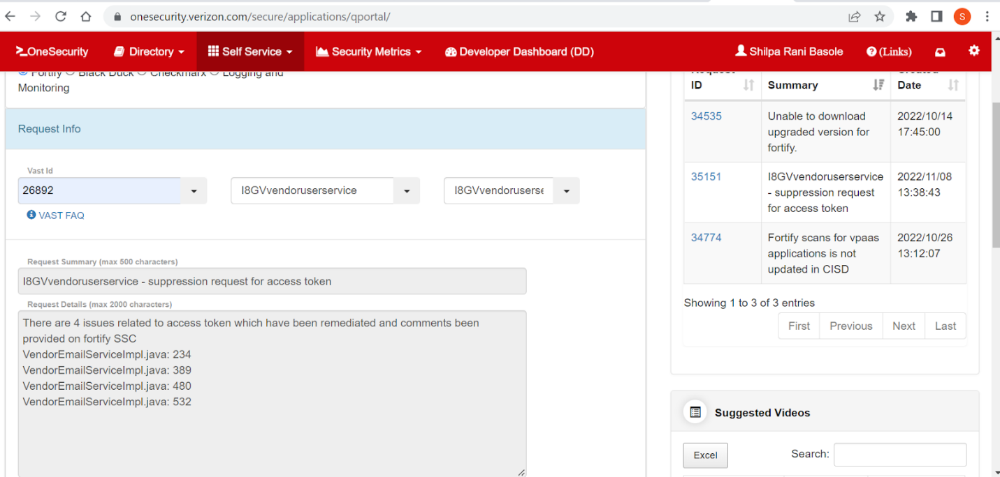 onesecurity.verizon.com/secure/applications/qportal/
S
>_OneSecurity Directory Self Service Security Metrics Developer Dashboard (DD) Shilpa Rani Basole (Links)
Fortify Black Duck Checkmarx Logging and
Monitoring
Request Info
Vast Id
26892 I8GVvendoruserservice I8GVvendoruserse
VAST FAQ
Request Summary (max 500 characters)
I8GVvendoruserservice - suppression request for access token
Request Details (max 2000 characters)
There are 4 issues related to access token which have been remediated and comments been
provided on fortify SSC
VendorEmailServiceImpl.java: 234
VendorEmailServiceImpl.java: 389
VendorEmailServiceImpl.java: 480
VendorEmailServiceImpl.java: 532
Request Created
ID Summary Date
34535 Unable to download 2022/10/14
upgraded version for 17:45:00
fortify.
35151 I8GVvendoruserservice 2022/11/08
- suppression request 13:38:43
for access token
34774 Fortify scans for vpaas 2022/10/26
applications is not 13:12:07
updated in CISD
Showing 1 to 3 of 3 entries
First Previous Next Last
Suggested Videos
Excel Search: